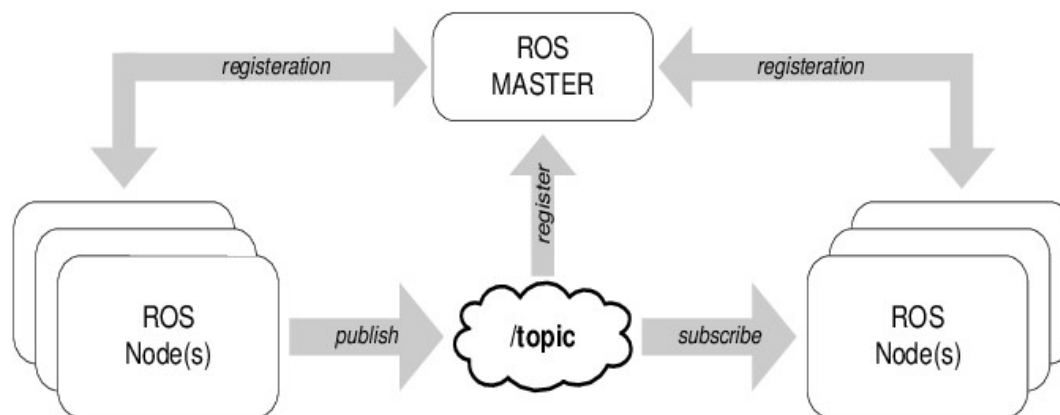 ROS
MASTER
registeration
registeration
register
ROS
Node(s)
publish
/topic
subscribe
ROS
Node(s)